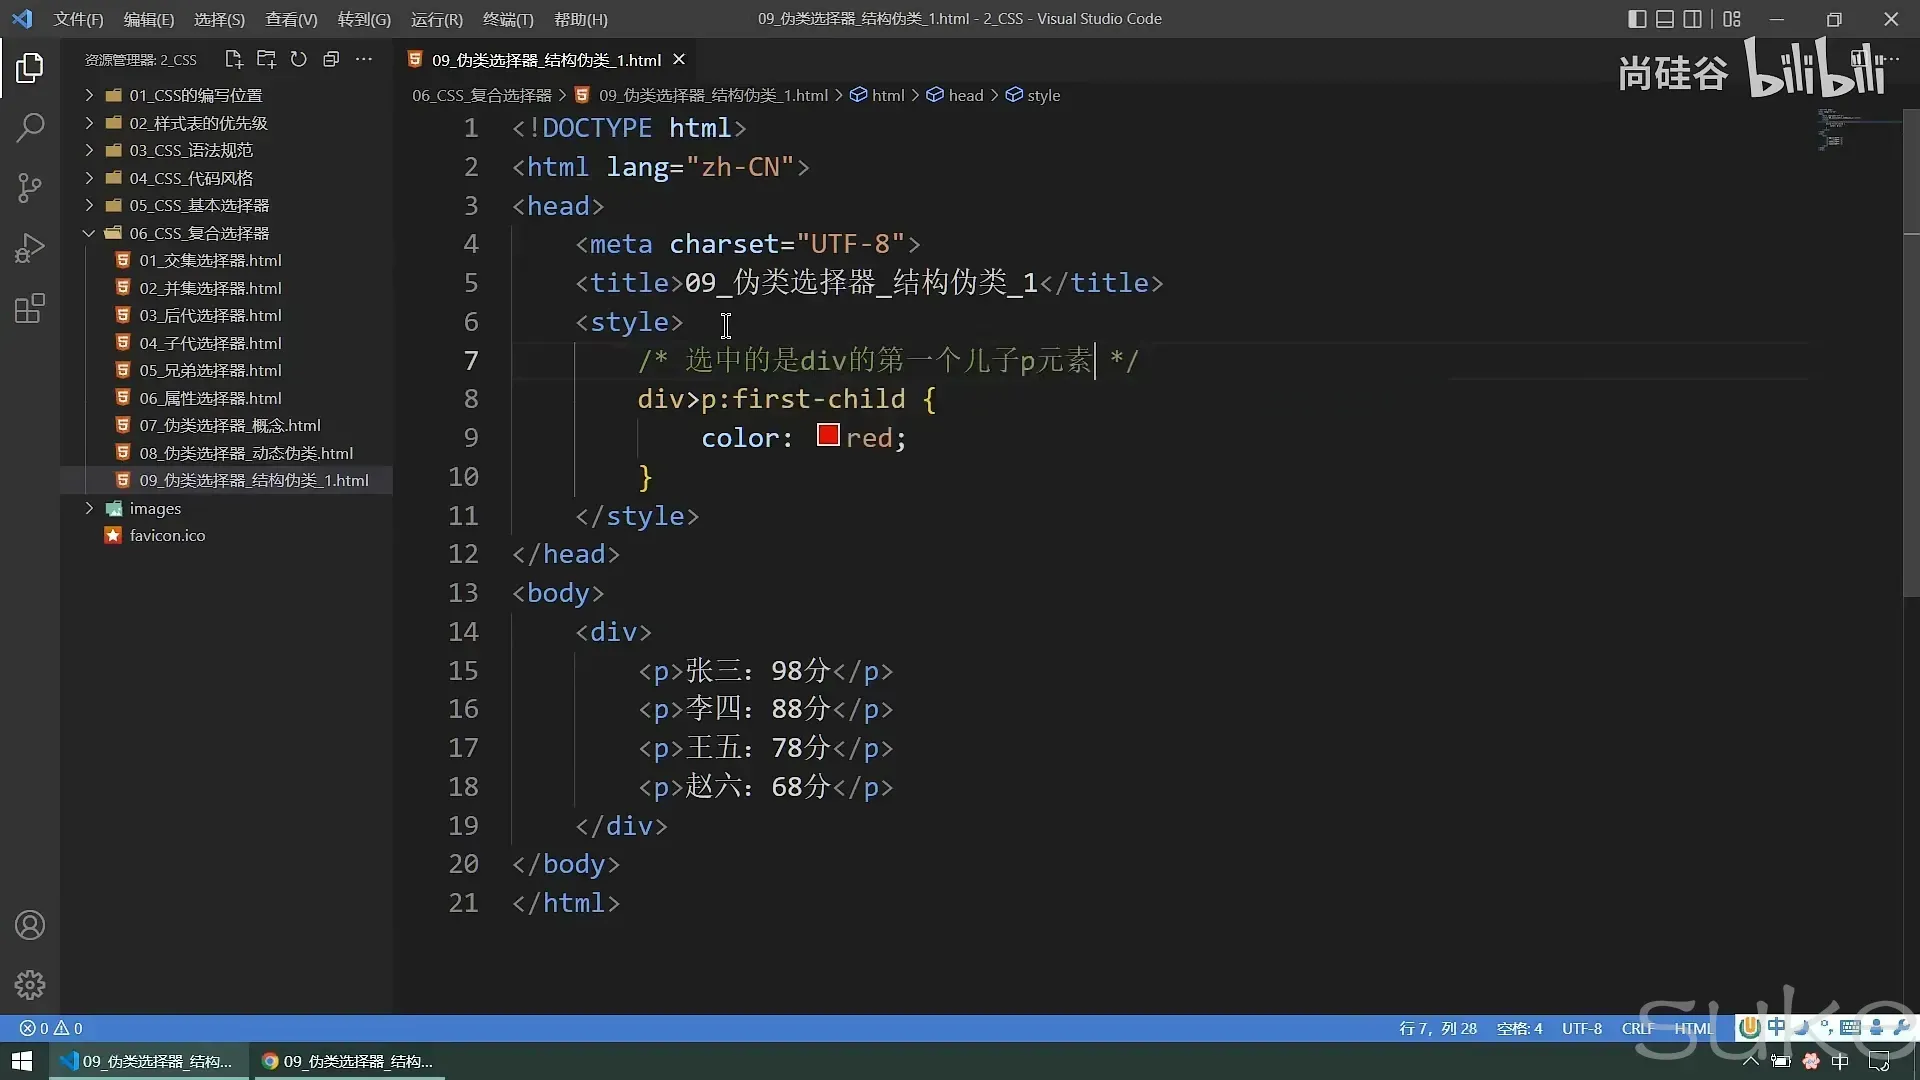 文件(F) 编辑(E) 选择(S) 查看(V) 转到(G) 运行(R) 终端(T) 帮助(H) 09_伪类选择器_结构伪类_1.html - 2_CSS - Visual Studio Code
资源管理器: 2_CSS
09_伪类选择器_结构伪类_1.html
尚硅谷 bilibili
06_CSS_复合选择器 > 09_伪类选择器_结构伪类_1.html > html > head > style
01_CSS的编写位置
02_样式表的优先级
03_CSS_语法规范
04_CSS_代码风格
05_CSS_基本选择器
06_CSS_复合选择器
01_交集选择器.html
02_并集选择器.html
03_后代选择器.html
04_子代选择器.html
05_兄弟选择器.html
06_属性选择器.html
07_伪类选择器_概念.html
08_伪类选择器_动态伪类.html
09_伪类选择器_结构伪类_1.html
images
favicon.ico
1 <!DOCTYPE html>
2 <html lang="zh-CN">
3 <head>
4 <meta charset="UTF-8">
5 <title>09_伪类选择器_结构伪类_1</title>
6 <style>
7 /* 选中的是div的第一个儿子p元素 */
8 div>p:first-child {
9 color: red;
10 }
11 </style>
12 </head>
13 <body>
14 <div>
15 <p>张三：98分</p>
16 <p>李四：88分</p>
17 <p>王五：78分</p>
18 <p>赵六：68分</p>
19 </div>
20 </body>
21 </html>
0 0 行 7，列 28 空格: 4 UTF-8 CRLF HTML 中
suke
09_伪类选择器_结构... 09_伪类选择器_结构... 中